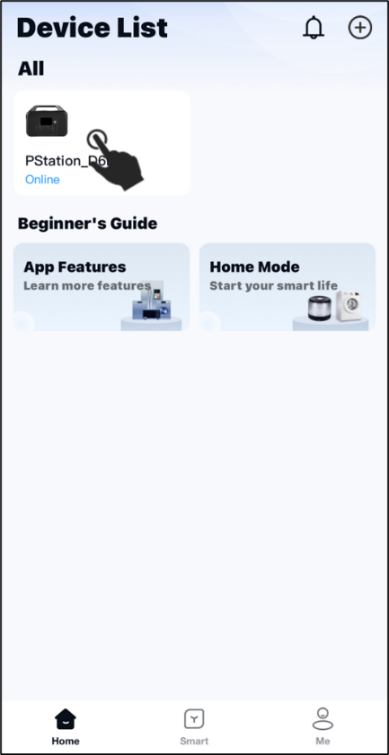 Device List
All
PStation_D6
Online
Beginner's Guide
App Features
Learn more features
Home Mode
Start your smart life
Home
Smart
Me